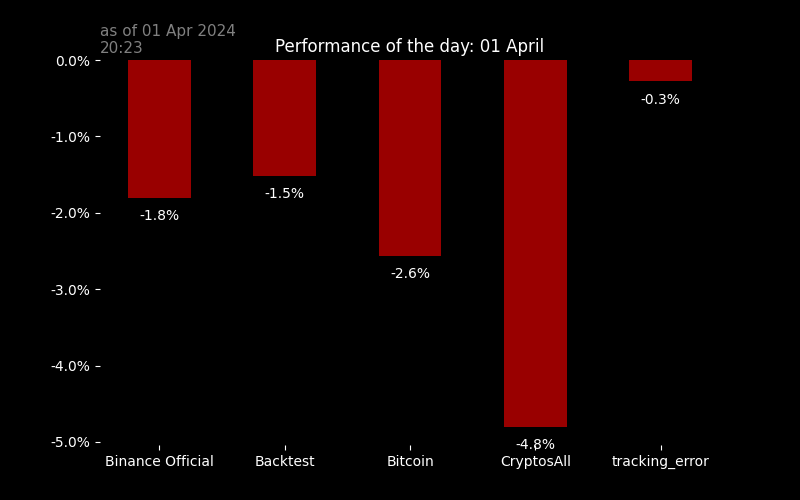 as of 01 Apr 2024
20:23
Performance of the day: 01 April
0.0%
-1.0%
-2.0%
-3.0%
-4.0%
-5.0%
-1.8%
-1.5%
-2.6%
-4.8%
-0.3%
Binance Official
Backtest
Bitcoin
CryptosAll
tracking_error